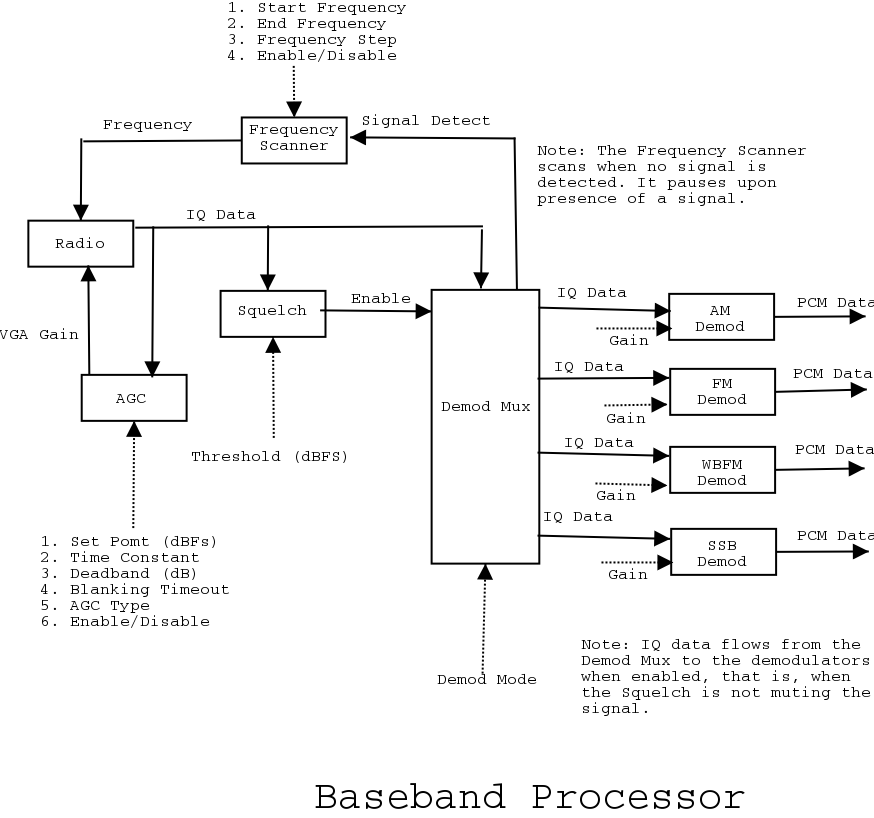 1. Start Frequency
2. End Frequency
3. Frequency Step
4. Enable/Disable
Frequency
Signal Detect
Frequency
Scanner
Note: The Frequency Scanner
scans when no signal is
detected. It pauses upon
presence of a signal.
IQ Data
Radio
Squelch
Enable
VGA Gain
AGC
Threshold (dBFS)
Demod Mux
IQ Data
Gain
AM
Demod
PCM Data
IQ Data
Gain
FM
Demod
PCM Data
IQ Data
Gain
WBFM
Demod
PCM Data
IQ Data
Gain
SSB
Demod
PCM Data
1. Set Pomt (dBFs)
2. Time Constant
3. Deadband (dB)
4. Blanking Timeout
5. AGC Type
6. Enable/Disable
Demod Mode
Note: IQ data flows from the
Demod Mux to the demodulators
when enabled, that is, when
the Squelch is not muting the
signal.
Baseband Processor